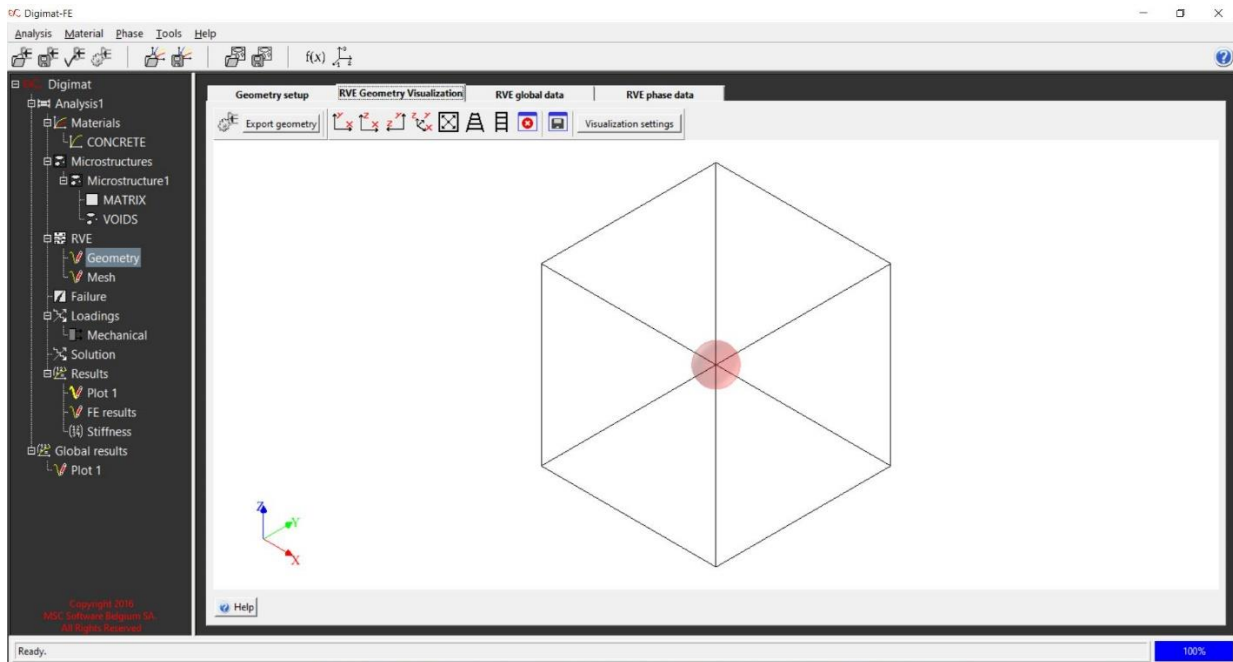 Digimat-FE
Analysis Material Phase Tools Help
f(x)
Digimat
Analysis1
Materials
CONCRETE
Microstructures
Microstructure1
MATRIX
VOIDS
RVE
Geometry
Mesh
Failure
Loadings
Mechanical
Solution
Results
Plot 1
FE results
Stiffness
Global results
Plot 1
Copyright 2016
MSC Software Belgium SA.
All Rights Reserved
Geometry setup RVE Geometry Visualization RVE global data RVE phase data
Export geometry Visualization settings
Z
Y
X
Help
Ready. 100%